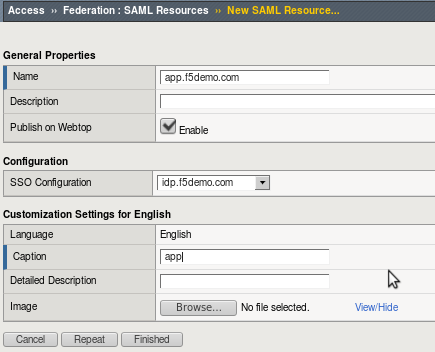 Access ›› Federation : SAML Resources ›› New SAML Resource...
General Properties
Name app.f5demo.com
Description
Publish on Webtop Enable
Configuration
SSO Configuration idp.f5demo.com
Customization Settings for English
Language English
Caption app
Detailed Description
Image Browse... No file selected. View/Hide
Cancel Repeat Finished